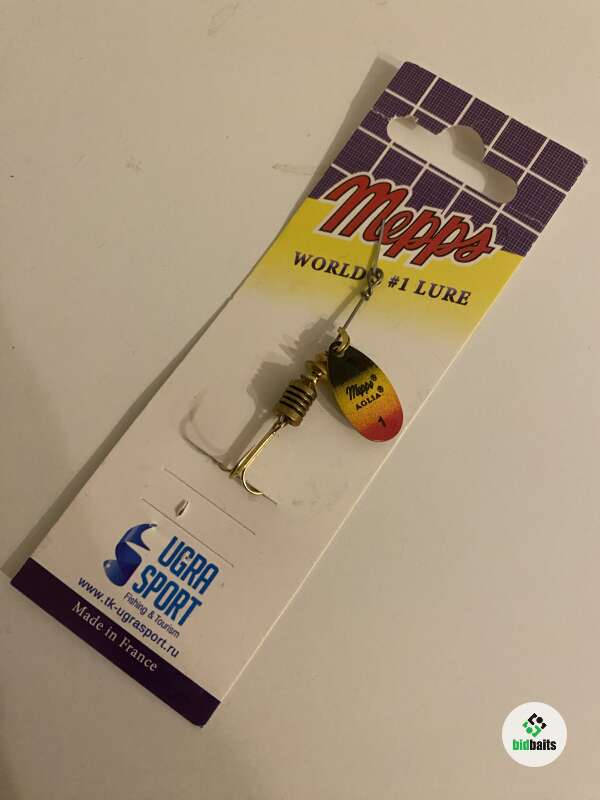 Mepps
WORLD'S #1 LURE
Mepps®
AGLIA®
1
UGRA
SPORT
Fishing & Tourism
www.tk-ugrasport.ru
Made in France
bidbaits